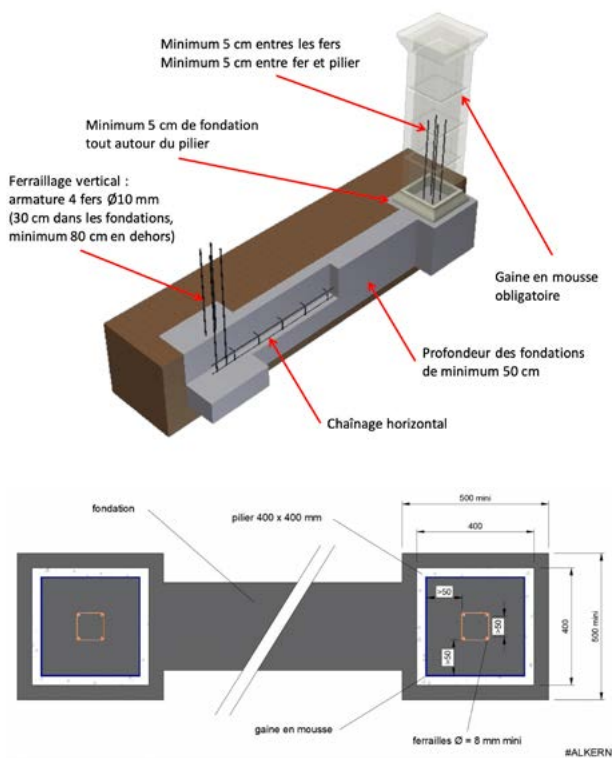 Minimum 5 cm entres les fers
Minimum 5 cm entre fer et pilier
Minimum 5 cm de fondation
tout autour du pilier
Ferraillage vertical :
armature 4 fers Ø10 mm
(30 cm dans les fondations,
minimum 80 cm en dehors)
Gaine en mousse
obligatoire
Profondeur des fondations
de minimum 50 cm
Chaînage horizontal
fondation
pilier 400 x 400 mm
500 mini
400
>50
>50
>50
400
500 mini
gaine en mousse
ferrailles Ø = 8 mm mini
#ALKERN